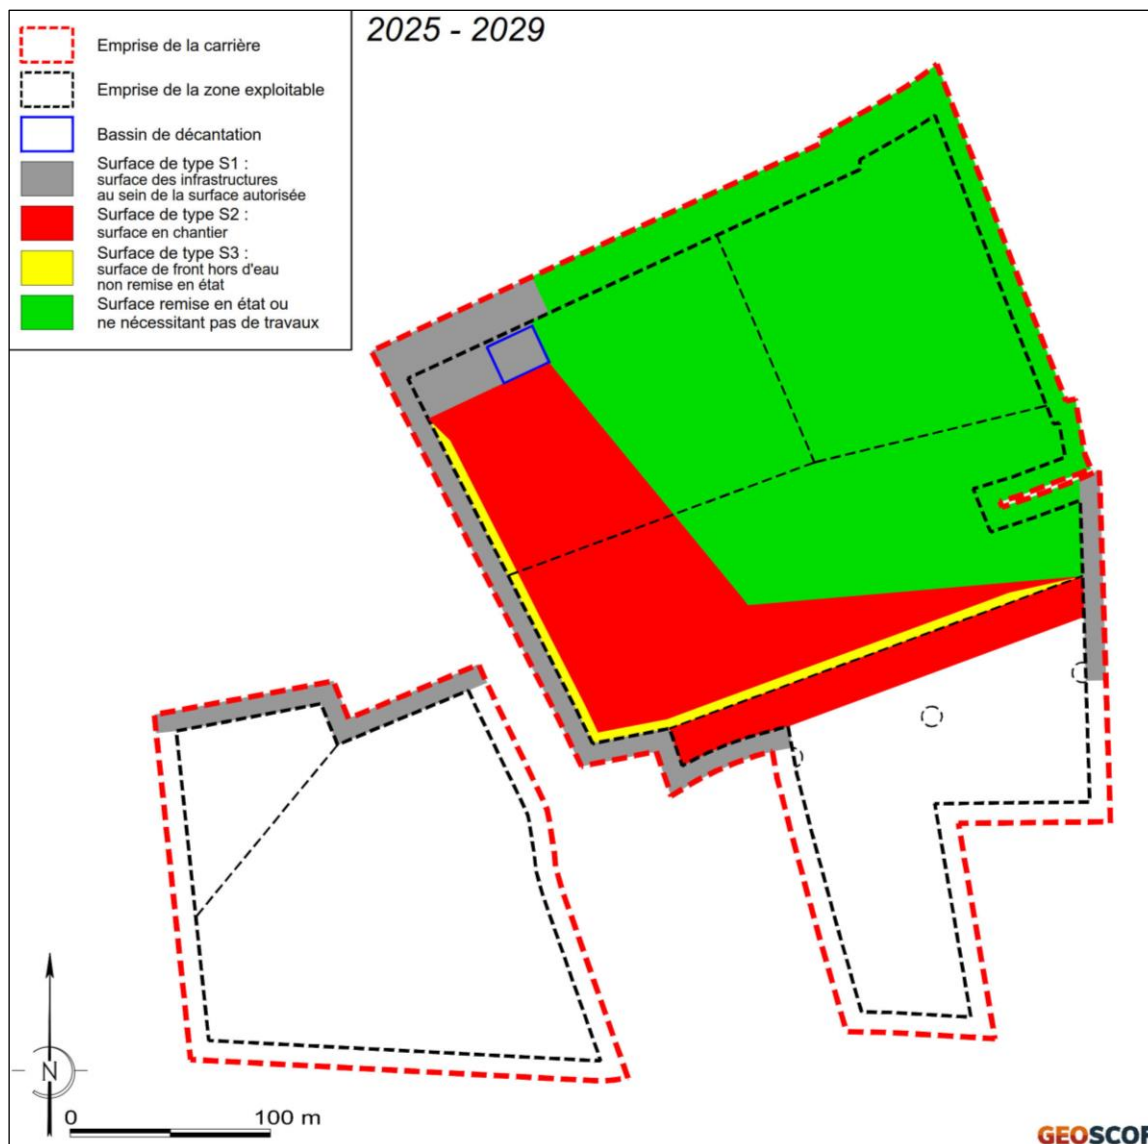 2025 - 2029
Emprise de la carrière
Emprise de la zone exploitable
Bassin de décantation
Surface de type S1 :
surface des infrastructures
au sein de la surface autorisée
Surface de type S2 :
surface en chantier
Surface de type S3 :
surface de front hors d'eau
non remise en état
Surface remise en état ou
ne nécessitant pas de travaux
N
0 100 m
GEOSCOP